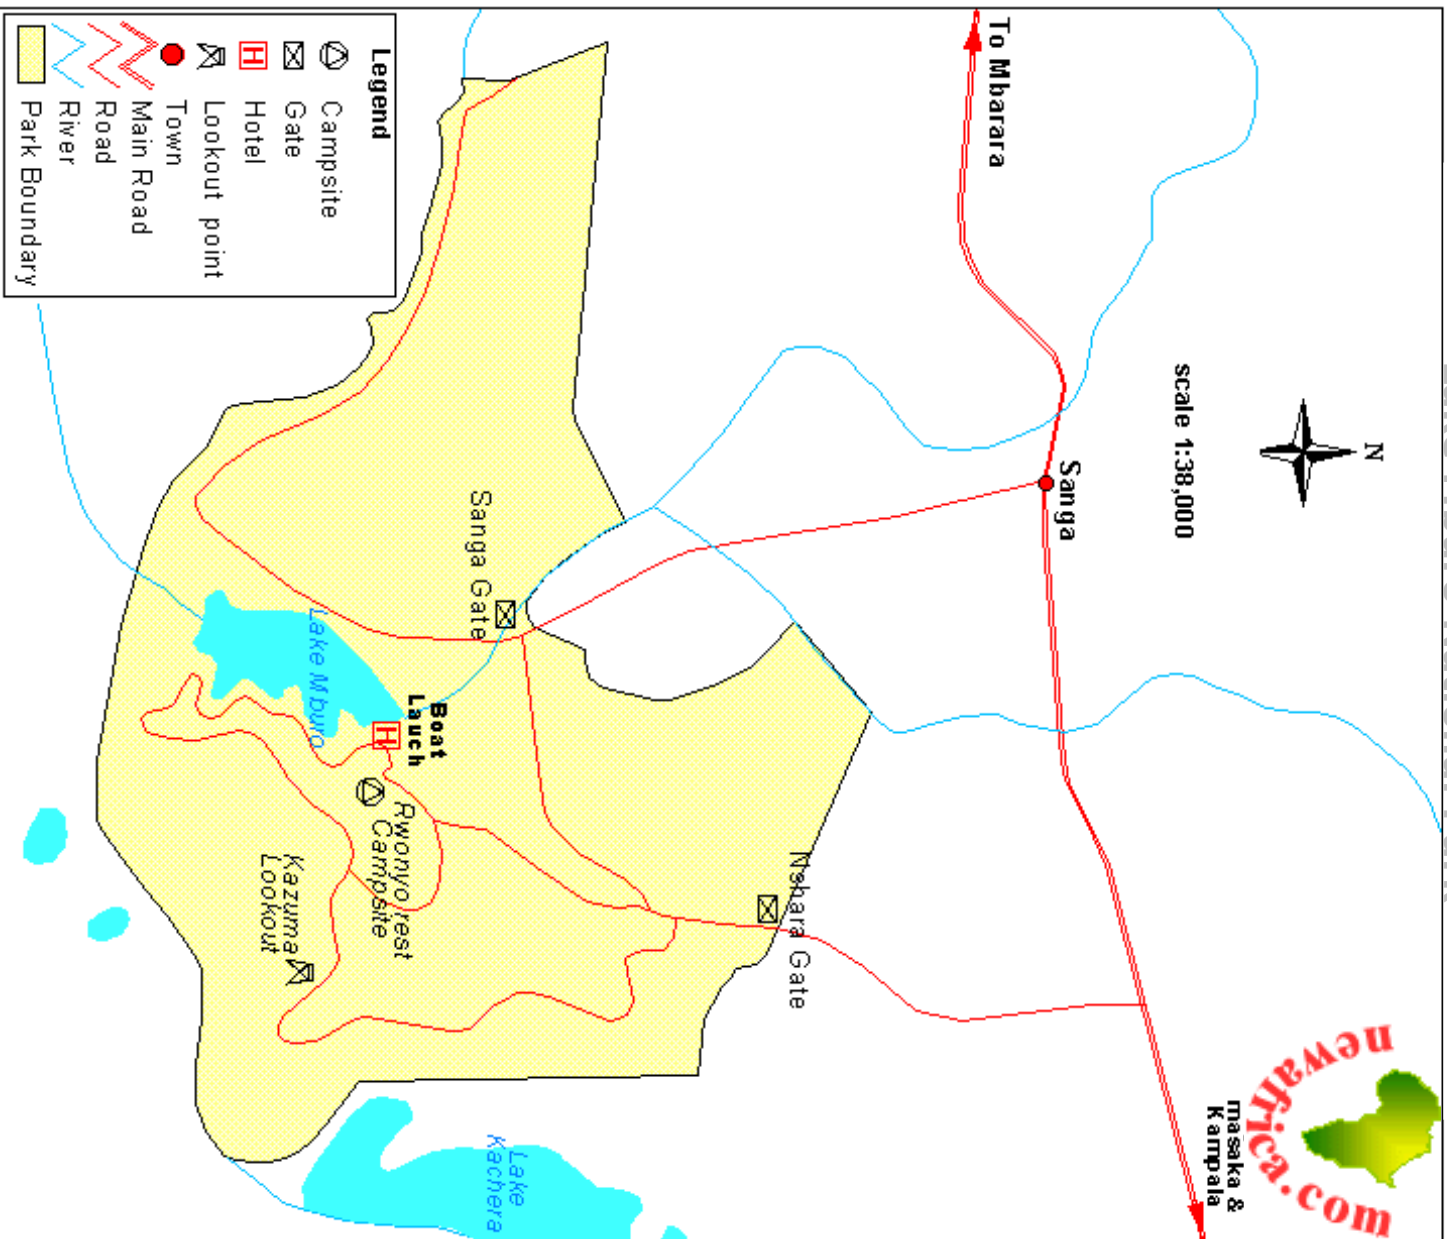 To Mbarara
Sanga
scale 1:38,000
N
newafrica.com
masaka &
Kampala
Sanga Gate
Nshara Gate
Lake Mburo
Boat
Lauch
H
Rwonyo rest
Campsite
Kazuma
Lookout
Lake
Kachera
Legend
Campsite
Gate
H Hotel
Lookout point
Town
Main Road
Road
River
Park Boundary